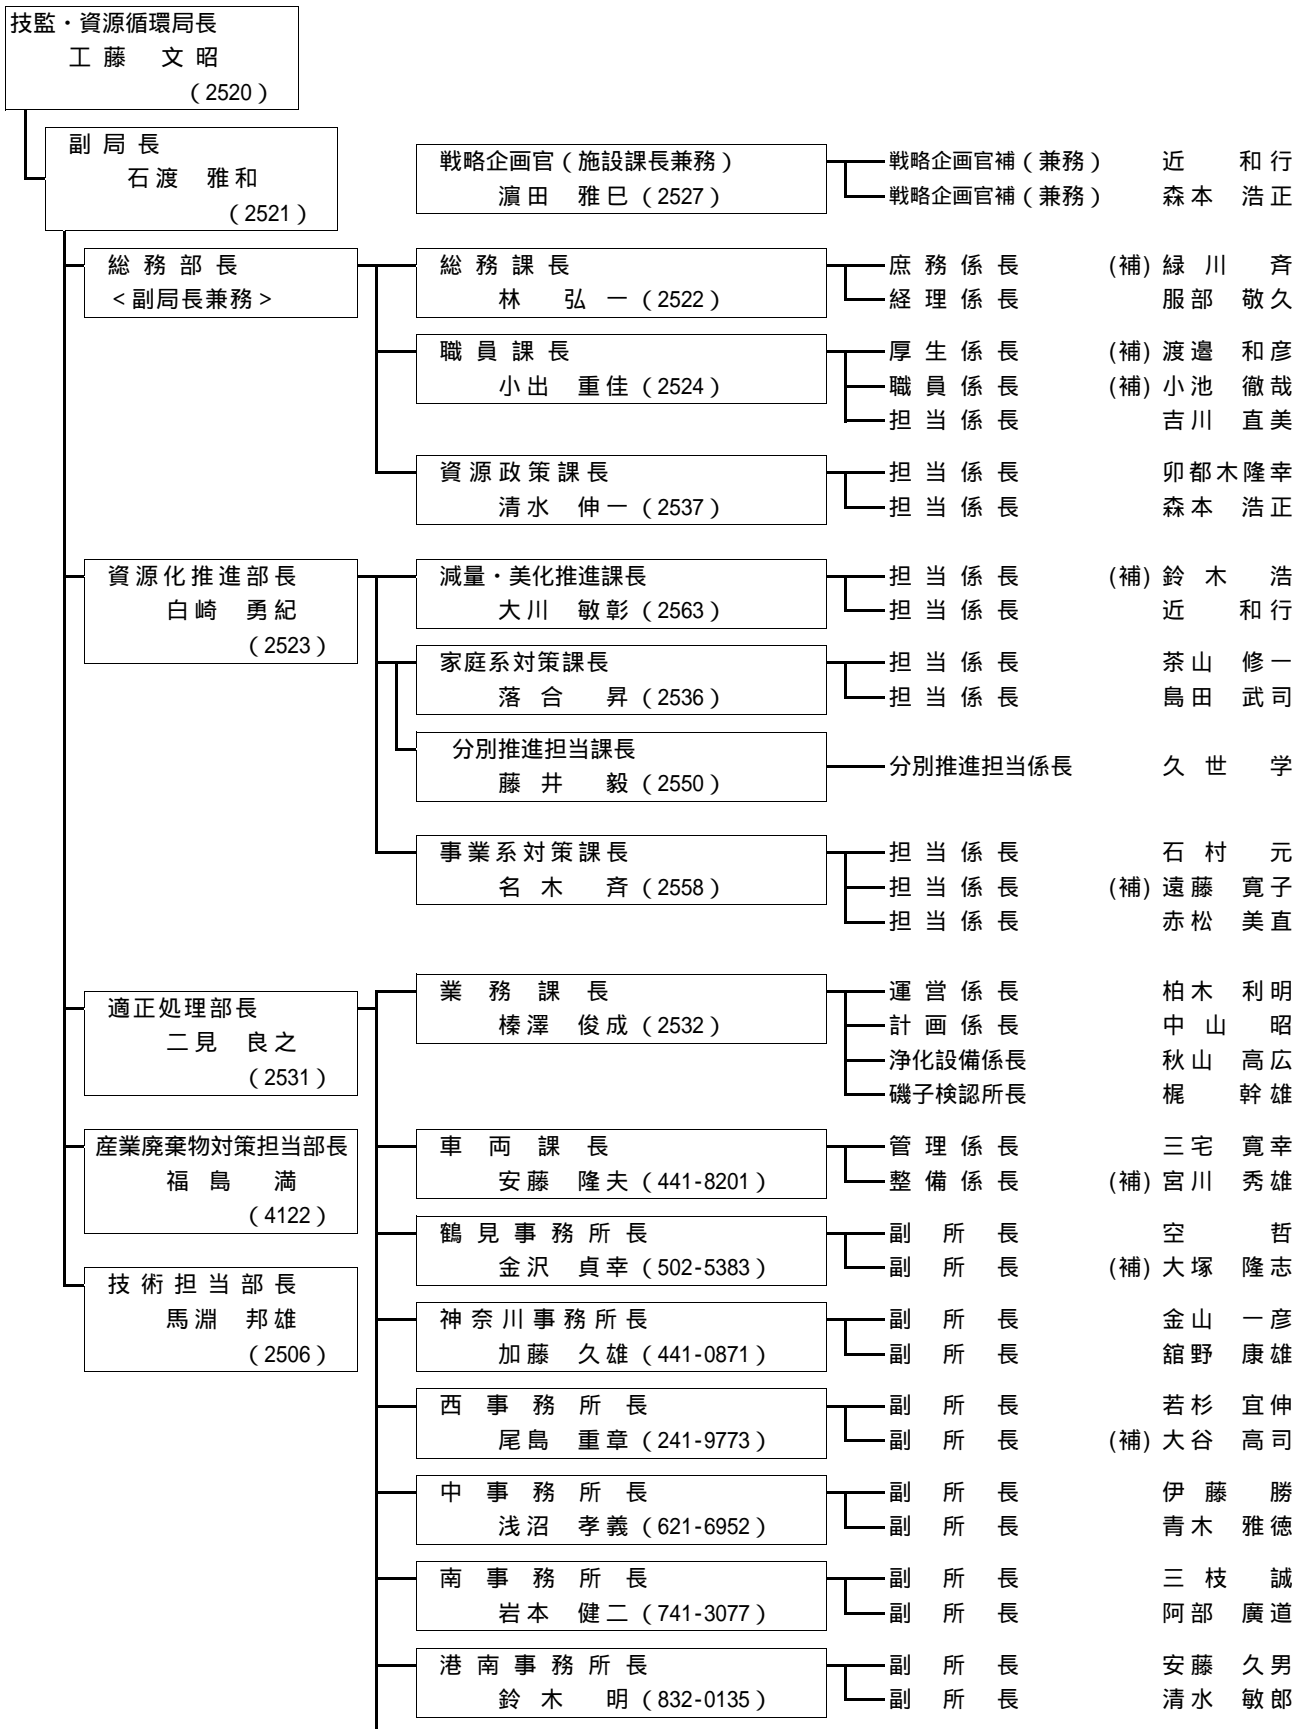 技監・資源循環局長
工藤 文昭
(2520)
副局長
石渡 雅和
(2521)
戦略企画官(施設課長兼務)
濵田 雅巳(2527)
戦略企画官補(兼務) 近 和行
戦略企画官補(兼務) 森本 浩正
総務部長
<副局長兼務>
総務課長
林 弘一(2522)
庶務係長 (補)緑川 斉
経理係長 服部 敬久
職員課長
小出 重佳(2524)
厚生係長 (補)渡邉 和彦
職員係長 (補)小池 徹哉
担当係長 吉川 直美
資源政策課長
清水 伸一(2537)
担当係長 卯都木隆幸
担当係長 森本 浩正
資源化推進部長
白崎 勇紀
(2523)
減量・美化推進課長
大川 敏彰(2563)
担当係長 (補)鈴木 浩
担当係長 近 和行
家庭系対策課長
落合 昇(2536)
担当係長 茶山 修一
担当係長 島田 武司
分別推進担当課長
藤井 毅(2550)
分別推進担当係長 久世 学
事業系対策課長
名木 斉(2558)
担当係長 石村 元
担当係長 (補)遠藤 寛子
担当係長 赤松 美直
適正処理部長
二見 良之
(2531)
業務課長
榛澤 俊成(2532)
運営係長 柏木 利明
計画係長 中山 昭
浄化設備係長 秋山 高広
磯子検認所長 梶 幹雄
産業廃棄物対策担当部長
福島 満
(4122)
車両課長
安藤 隆夫(441-8201)
管理係長 三宅 寛幸
整備係長 (補)宮川 秀雄
鶴見事務所長
金沢 貞幸(502-5383)
副所長 空 哲
副所長 (補)大塚 隆志
技術担当部長
馬淵 邦雄
(2506)
神奈川事務所長
加藤 久雄(441-0871)
副所長 金山 一彦
副所長 舘野 康雄
西事務所長
尾島 重章(241-9773)
副所長 若杉 宜伸
副所長 (補)大谷 高司
中事務所長
浅沼 孝義(621-6952)
副所長 伊藤 勝
副所長 青木 雅徳
南事務所長
岩本 健二(741-3077)
副所長 三枝 誠
副所長 阿部 廣道
港南事務所長
鈴木 明(832-0135)
副所長 安藤 久男
副所長 清水 敏郎